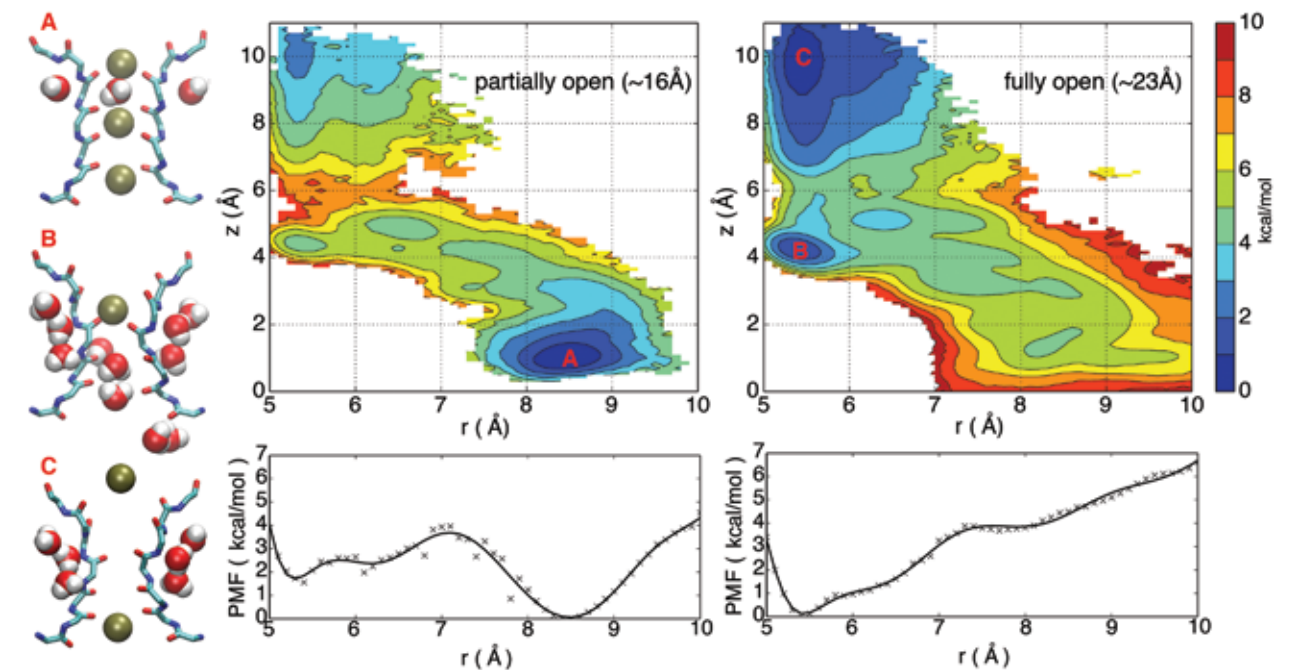 A
B
C
partially open (~16Å)
A
z (Å)
10
8
6
4
2
0
5 6 7 8 9 10
r ( Å)
fully open (~23Å)
C
B
z (Å)
10
8
6
4
2
0
5 6 7 8 9 10
r ( Å)
10
8
6
4
2
0
kcal/mol
PMF ( kcal/mol)
7
6
5
4
3
2
1
0
5 6 7 8 9 10
r ( Å)
PMF ( kcal/mol)
7
6
5
4
3
2
1
0
5 6 7 8 9 10
r ( Å)